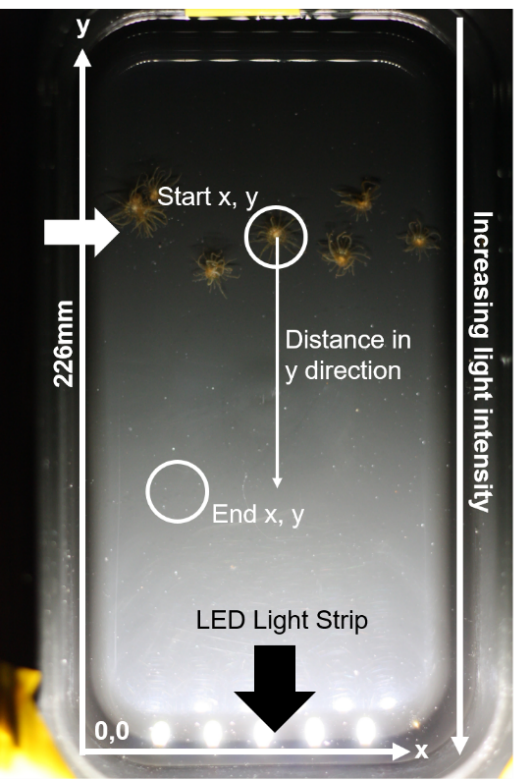 y
Start x, y
Increasing light intensity
226mm
Distance in
y direction
End x, y
LED Light Strip
0,0
x